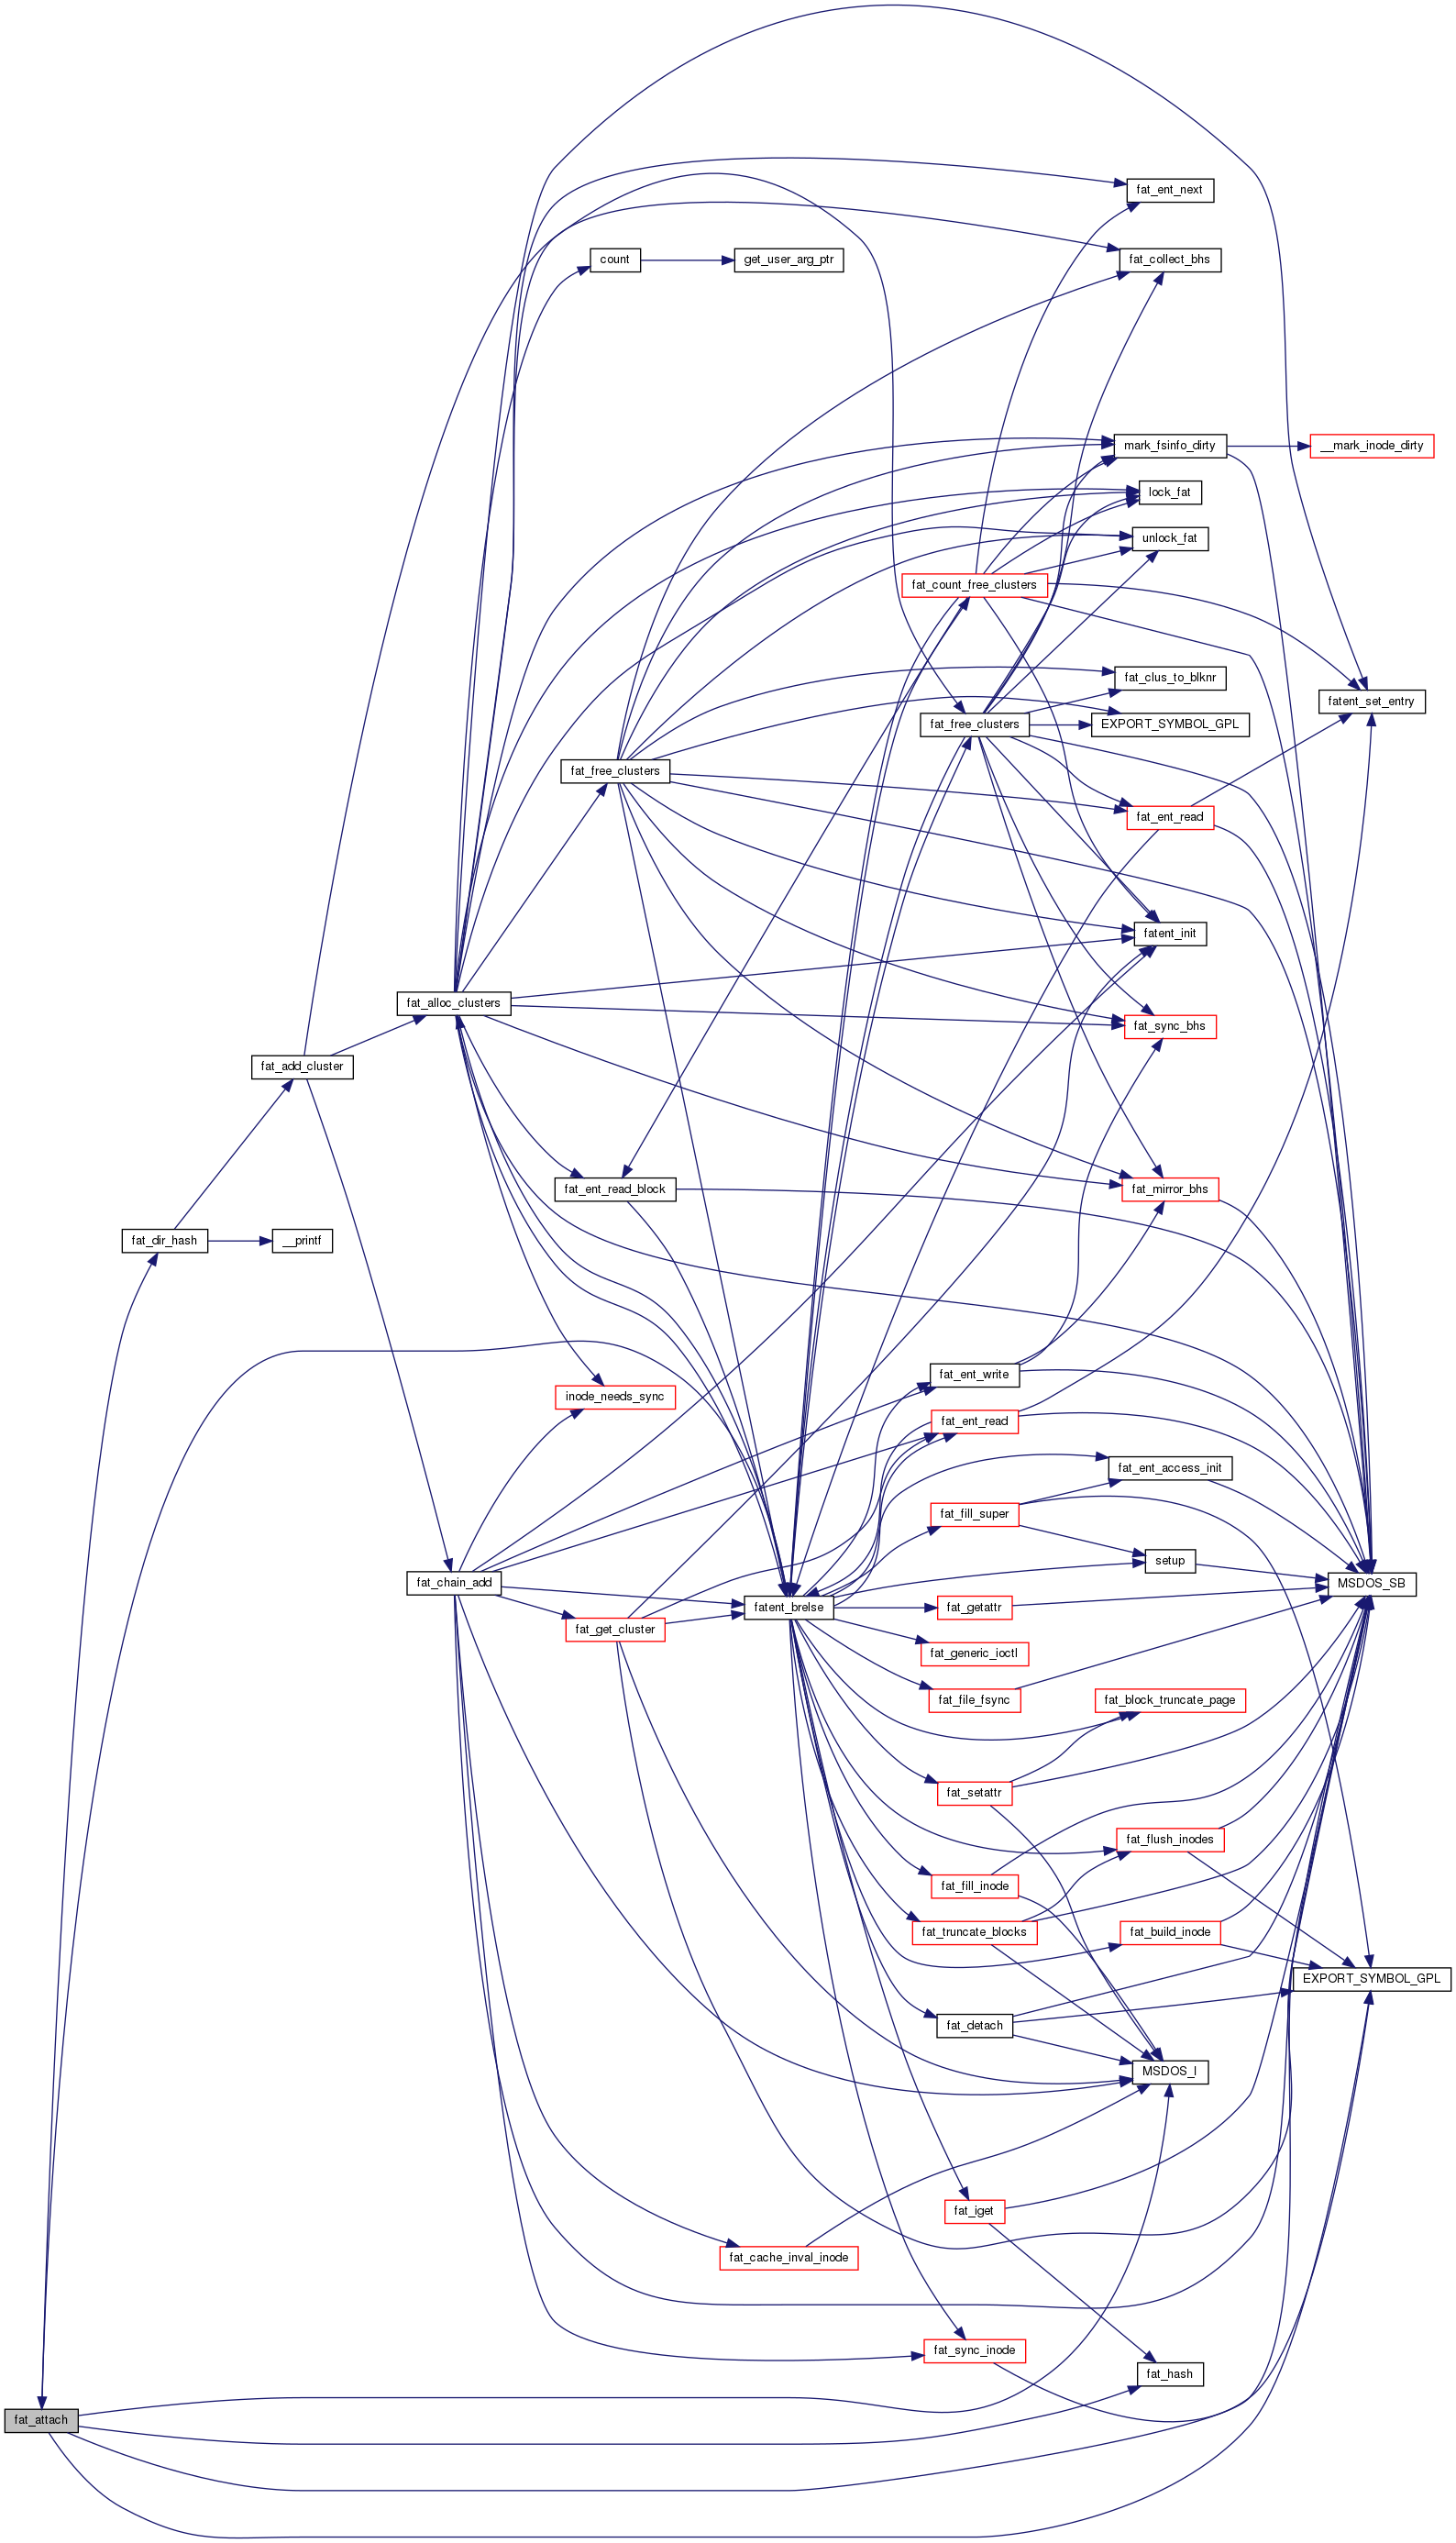 fat_ent_next
count
get_user_arg_ptr
fat_collect_bhs
mark_fsinfo_dirty
__mark_inode_dirty
lock_fat
unlock_fat
fat_count_free_clusters
fat_clus_to_blknr
fatent_set_entry
fat_free_clusters
EXPORT_SYMBOL_GPL
fat_free_clusters
fat_ent_read
fatent_init
fat_alloc_clusters
fat_sync_bhs
fat_add_cluster
fat_ent_read_block
fat_mirror_bhs
fat_dir_hash
__printf
fat_ent_write
inode_needs_sync
fat_ent_read
fat_ent_access_init
fat_fill_super
setup
fat_chain_add
MSDOS_SB
fatent_brelse
fat_getattr
fat_get_cluster
fat_generic_ioctl
fat_file_fsync
fat_block_truncate_page
fat_setattr
fat_flush_inodes
fat_fill_inode
fat_truncate_blocks
fat_build_inode
EXPORT_SYMBOL_GPL
fat_detach
MSDOS_I
fat_iget
fat_cache_inval_inode
fat_sync_inode
fat_hash
fat_attach